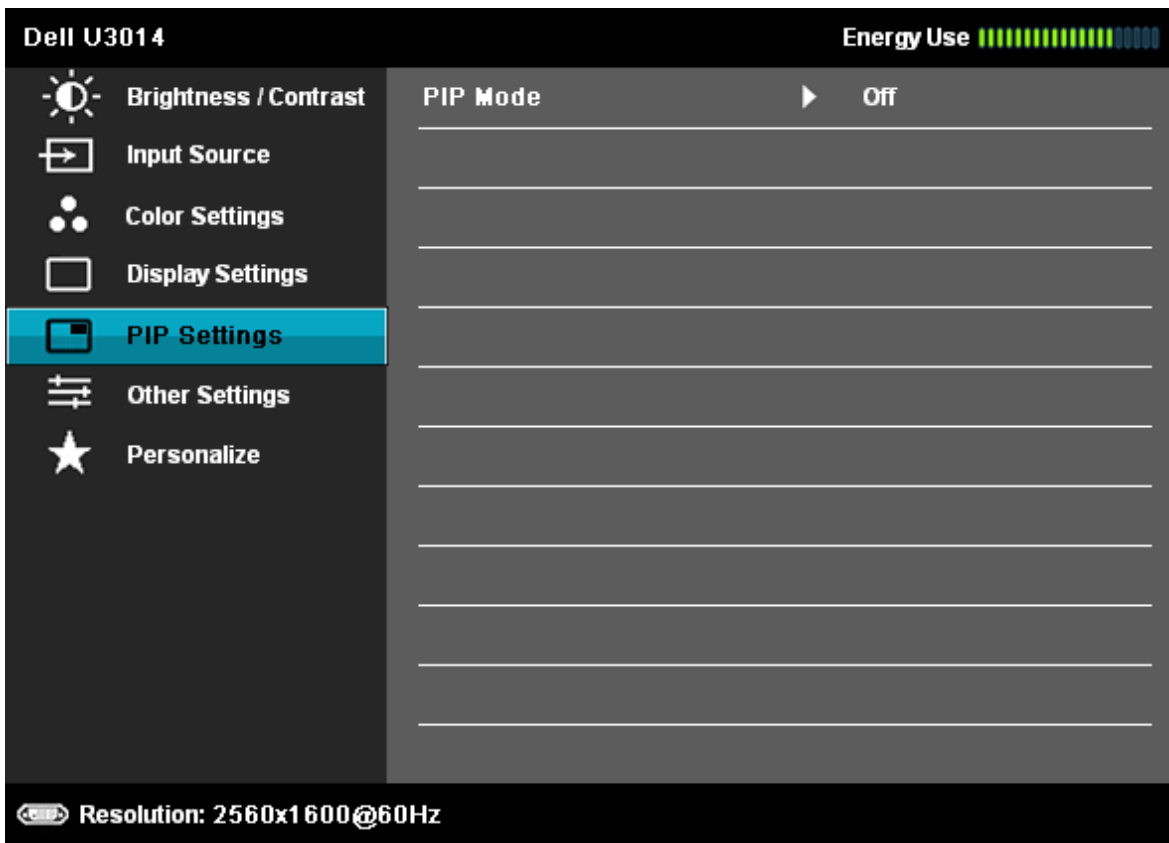 Dell U3014 Energy Use
Brightness / Contrast PIP Mode Off
Input Source
Color Settings
Display Settings
PIP Settings
Other Settings
Personalize
Resolution: 2560x1600@60Hz